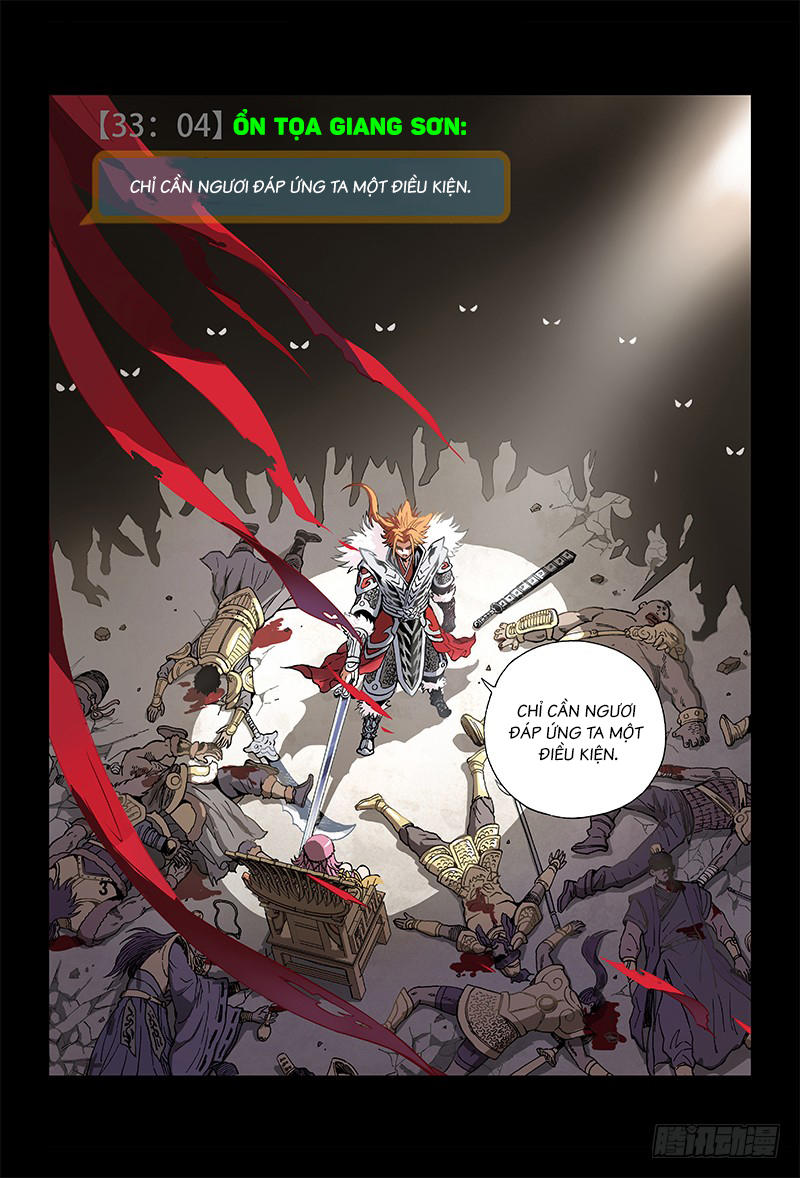 【33：04】ỔN TỌA GIANG SƠN:
CHỈ CẦN NGƯƠI ĐÁP ỨNG TA MỘT ĐIỀU KIỆN.
CHỈ CẦN NGƯƠI
ĐÁP ỨNG TA MỘT
ĐIỀU KIỆN.
腾讯动漫